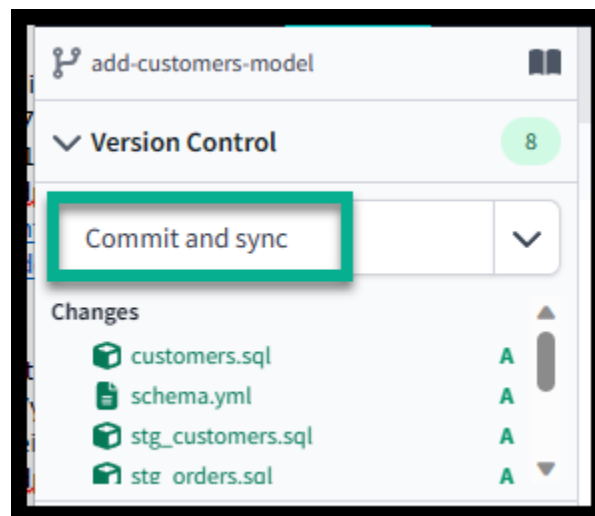 add-customers-model
Version Control 8
Commit and sync
Changes
customers.sql A
schema.yml A
stg_customers.sql A
stg_orders.sql A